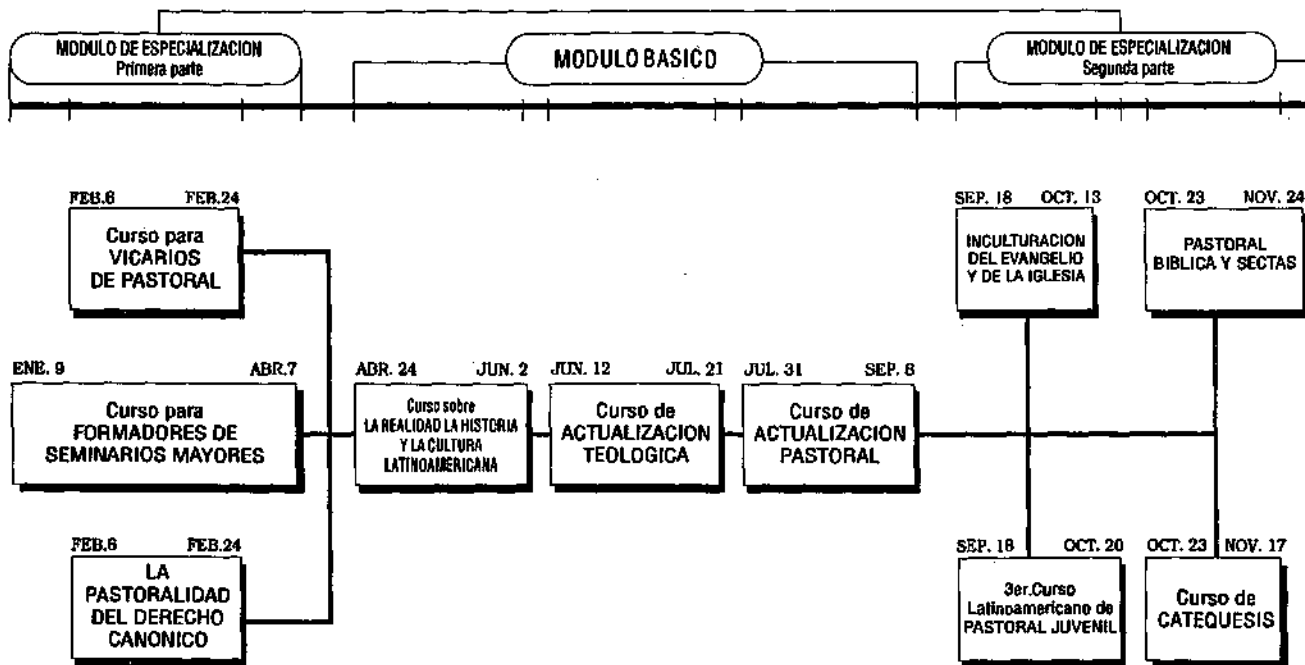 MODULO DE ESPECIALIZACION
Primera parte
MODULO BASICO
MODULO DE ESPECIALIZACION
Segunda parte
FEB.6 FEB.24
Curso para
VICARIOS
DE PASTORAL
SEP. 18 OCT. 13
INCULTURACION
DEL EVANGELIO
Y DE LA IGLESIA
OCT. 23 NOV. 24
PASTORAL
BIBLICA Y SECTAS
ENE. 9 ABR.7
Curso para
FORMADORES DE
SEMINARIOS MAYORES
ABR. 24 JUN. 2
Curso sobre
LA REALIDAD LA HISTORIA
Y LA CULTURA
LATINOAMERICANA
JUN. 12 JUL. 21
Curso de
ACTUALIZACION
TEOLOGICA
JUL. 31 SEP. 8
Curso de
ACTUALIZACION
PASTORAL
FEB.6 FEB.24
LA
PASTORALIDAD
DEL DERECHO
CANONICO
SEP. 18 OCT. 20
3er.Curso
Latinoamericano de
PASTORAL JUVENIL
OCT. 23 NOV. 17
Curso de
CATEQUESIS